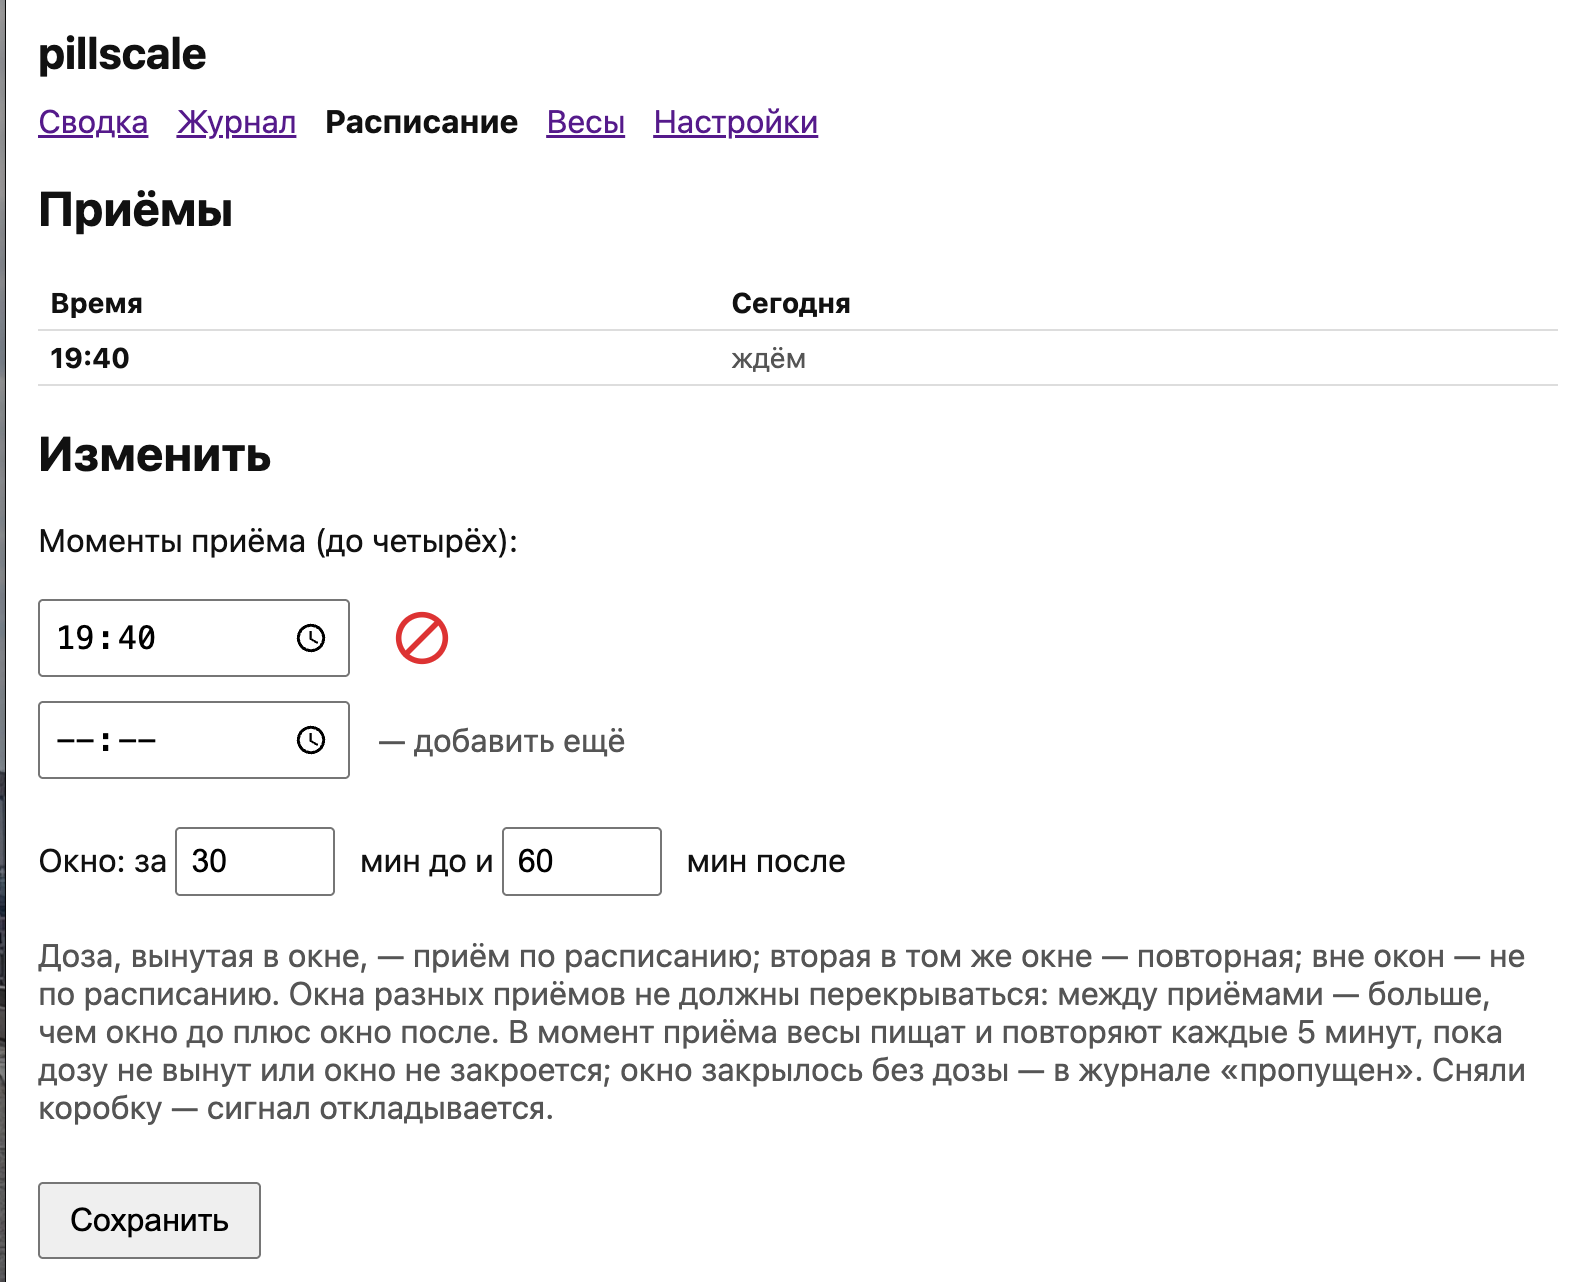 pillscale
Сводка Журнал Расписание Весы Настройки
Приёмы
Время Сегодня
19:40 ждём
Изменить
Моменты приёма (до четырёх):
19:40
--:-- — добавить ещё
Окно: за 30 мин до и 60 мин после
Доза, вынутая в окне, — приём по расписанию; вторая в том же окне — повторная; вне окон — не
по расписанию. Окна разных приёмов не должны перекрываться: между приёмами — больше,
чем окно до плюс окно после. В момент приёма весы пищат и повторяют каждые 5 минут, пока
дозу не вынут или окно не закроется; окно закрылось без дозы — в журнале «пропущен». Сняли
коробку — сигнал откладывается.
Сохранить